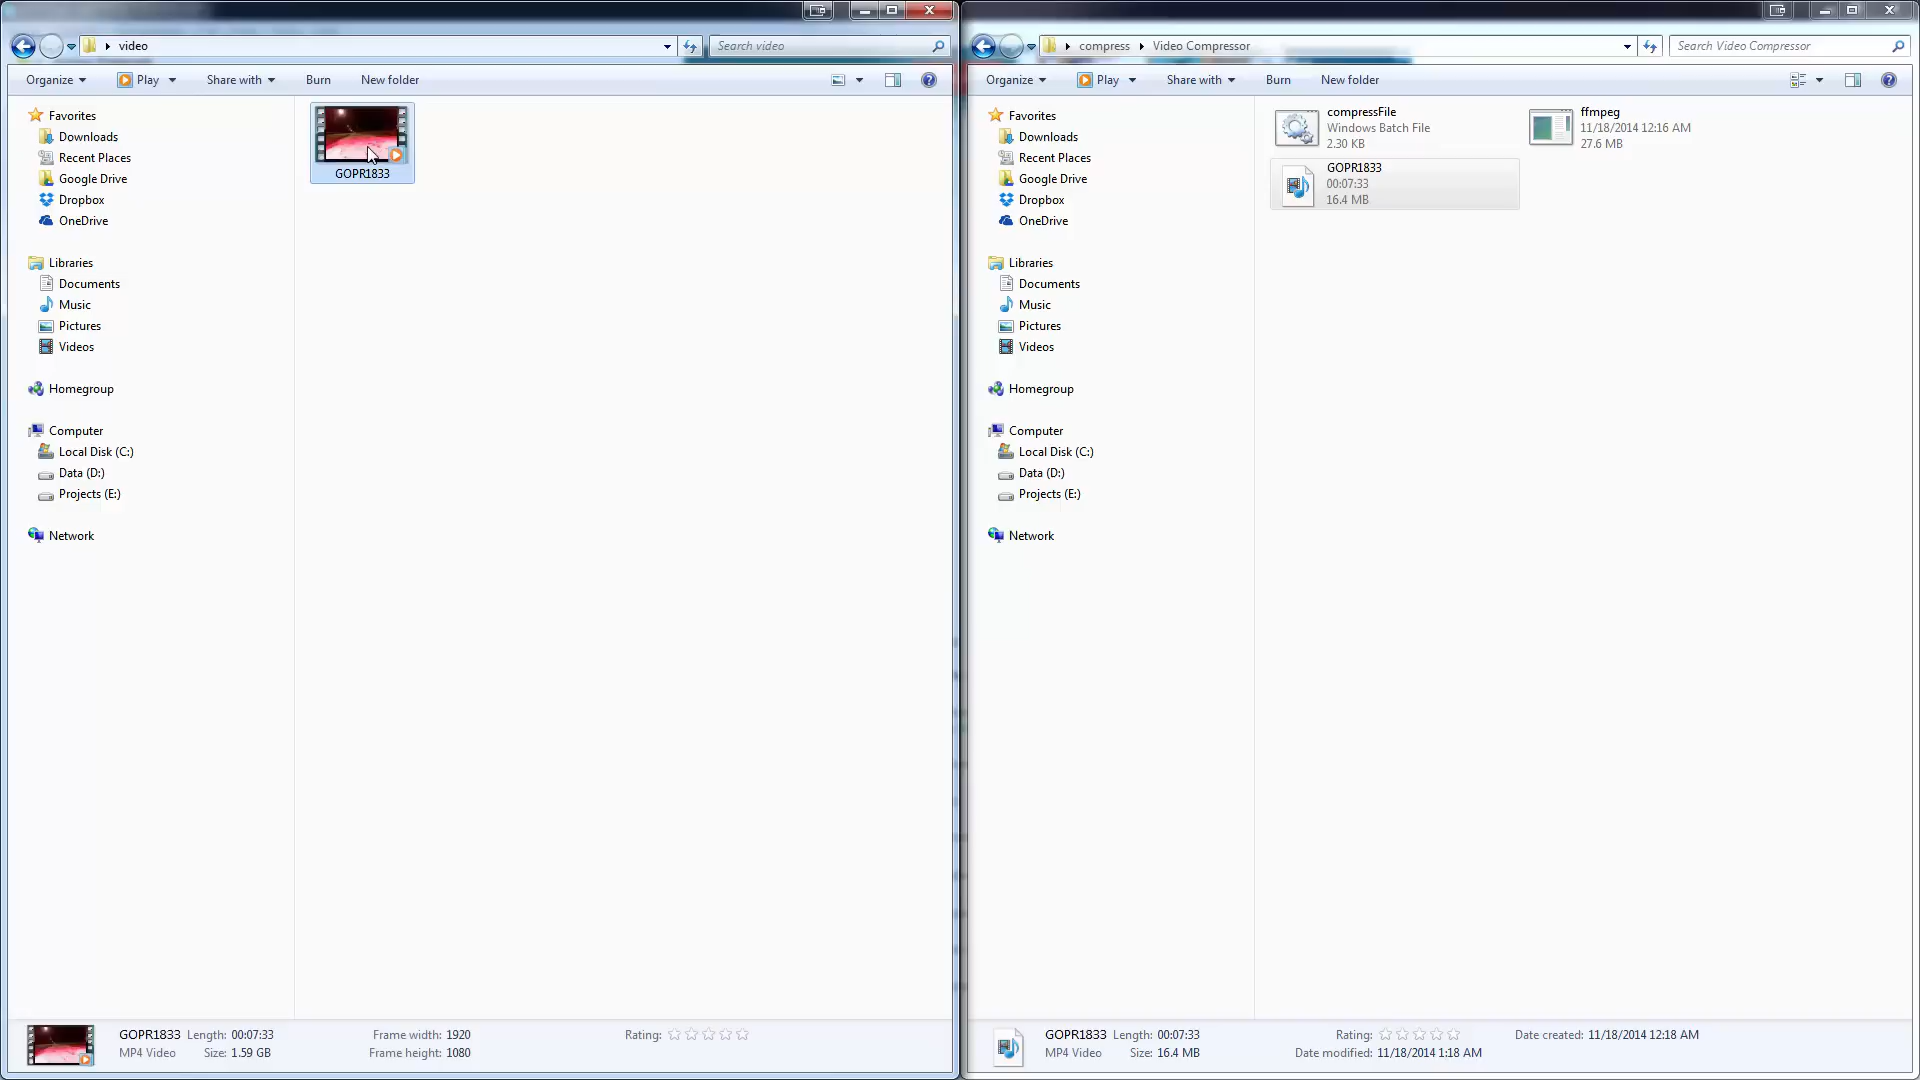 video
Search video
Organize
Play
Share with
Burn
New folder
Favorites
Downloads
Recent Places
Google Drive
Dropbox
OneDrive
Libraries
Documents
Music
Pictures
Videos
Homegroup
Computer
Local Disk (C:)
Data (D:)
Projects (E:)
Network
GOPR1833
GOPR1833 Length: 00:07:33 Frame width: 1920 Rating:
MP4 Video Size: 1.59 GB Frame height: 1080
compress Video Compressor
Search Video Compressor
Organize
Play
Share with
Burn
New folder
Favorites
Downloads
Recent Places
Google Drive
Dropbox
OneDrive
Libraries
Documents
Music
Pictures
Videos
Homegroup
Computer
Local Disk (C:)
Data (D:)
Projects (E:)
Network
compressFile
Windows Batch File
2.30 KB
ffmpeg
11/18/2014 12:16 AM
27.6 MB
GOPR1833
00:07:33
16.4 MB
GOPR1833 Length: 00:07:33 Rating: Date created: 11/18/2014 12:18 AM
MP4 Video Size: 16.4 MB Date modified: 11/18/2014 1:18 AM